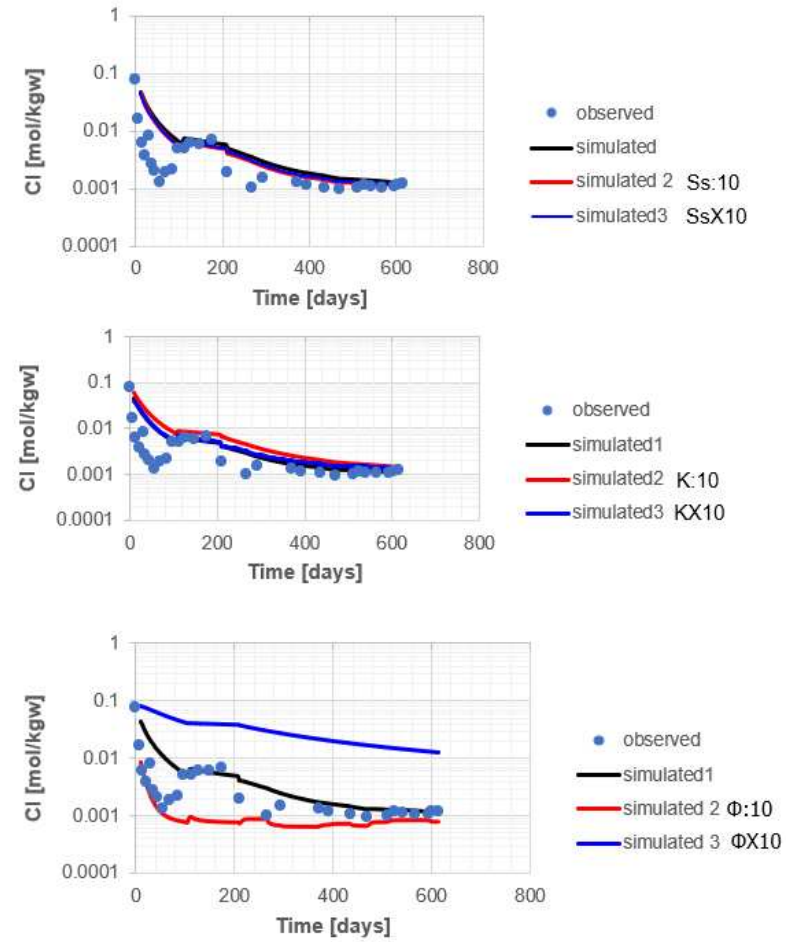 Cl [mol/kgw]
1
0.1
0.01
0.001
0.0001
0 200 400 600 800
Time [days]
observed
simulated
simulated 2 Ss:10
simulated3 SsX10
Cl [mol/kgw]
1
0.1
0.01
0.001
0.0001
0 200 400 600 800
Time [days]
observed
simulated1
simulated2 K:10
simulated3 KX10
Cl [mol/kgw]
1
0.1
0.01
0.001
0.0001
0 200 400 600 800
Time [days]
observed
simulated1
simulated 2 Φ:10
simulated 3 ΦX10